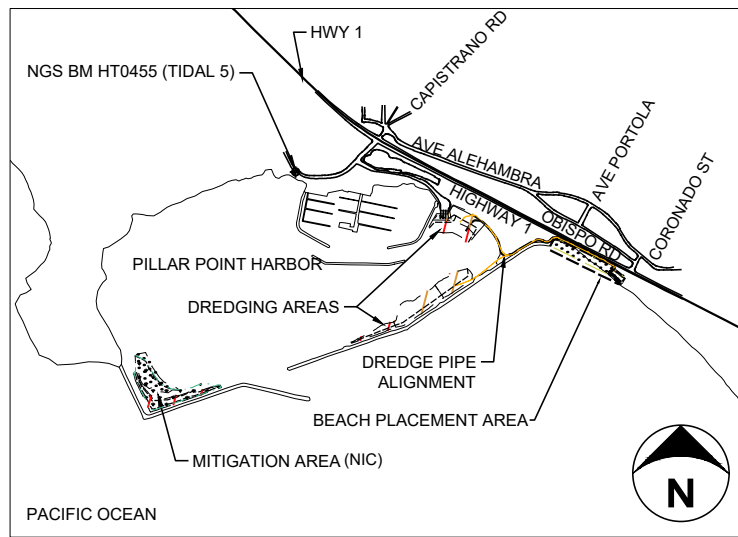 HWY 1
NGS BM HT0455 (TIDAL 5)
CAPISTRANO RD
AVE ALEHAMBRA
AVE PORTOLA
HIGHWAY 1
OBISPO RD
CORONADO ST
PILLAR POINT HARBOR
DREDGING AREAS
DREDGE PIPE
ALIGNMENT
BEACH PLACEMENT AREA
MITIGATION AREA (NIC)
PACIFIC OCEAN
N